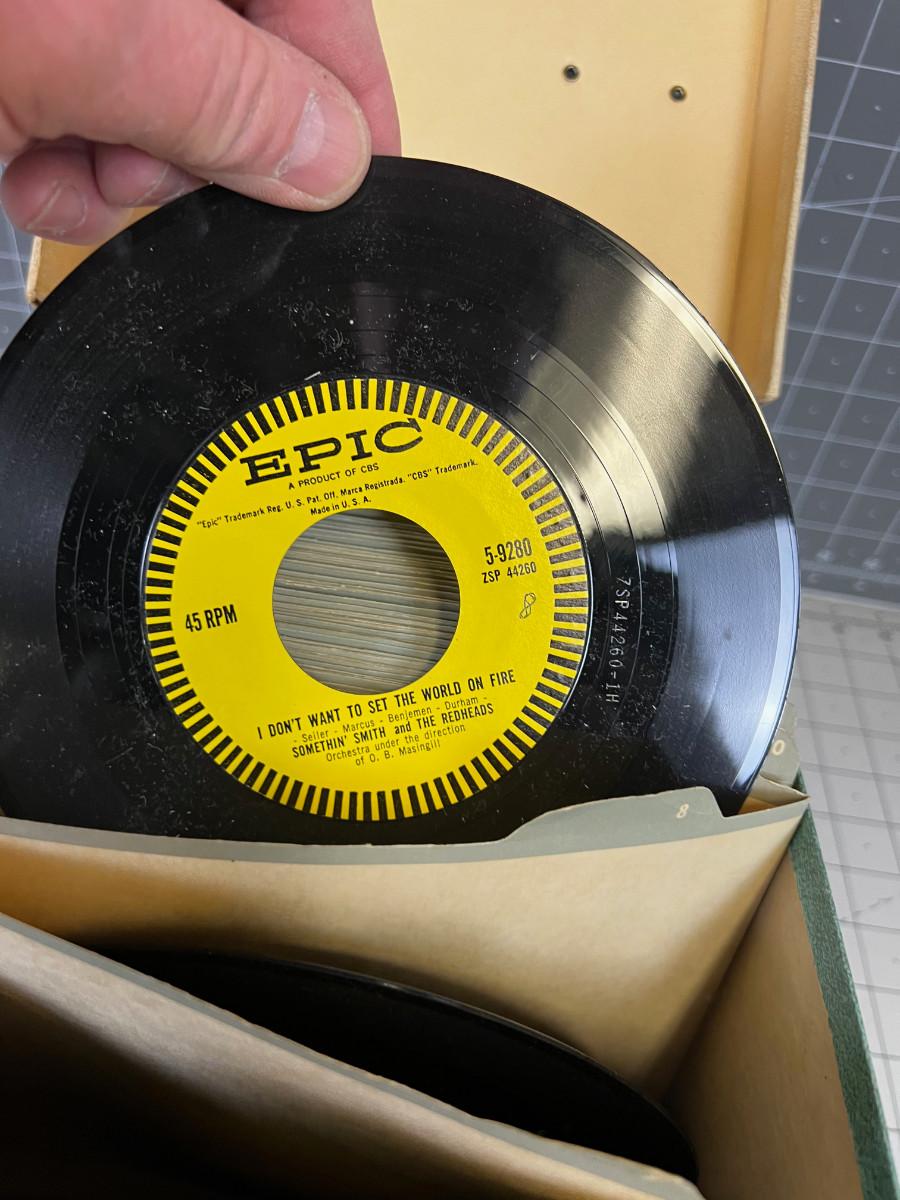 EPIC
A PRODUCT OF CBS
"Epic" Trademark Reg. U. S. Pat. Off. Marca Registrada. "CBS" Trademark.
Made in U. S. A.
5-9280
ZSP 44260
45 RPM
I DON'T WANT TO SET THE WORLD ON FIRE
- Seiler - Marcus - Benjemen - Durham -
SOMETHIN' SMITH and THE REDHEADS
Orchestra under the direction
of O. B. Masingill
ZSP44260-1H
8